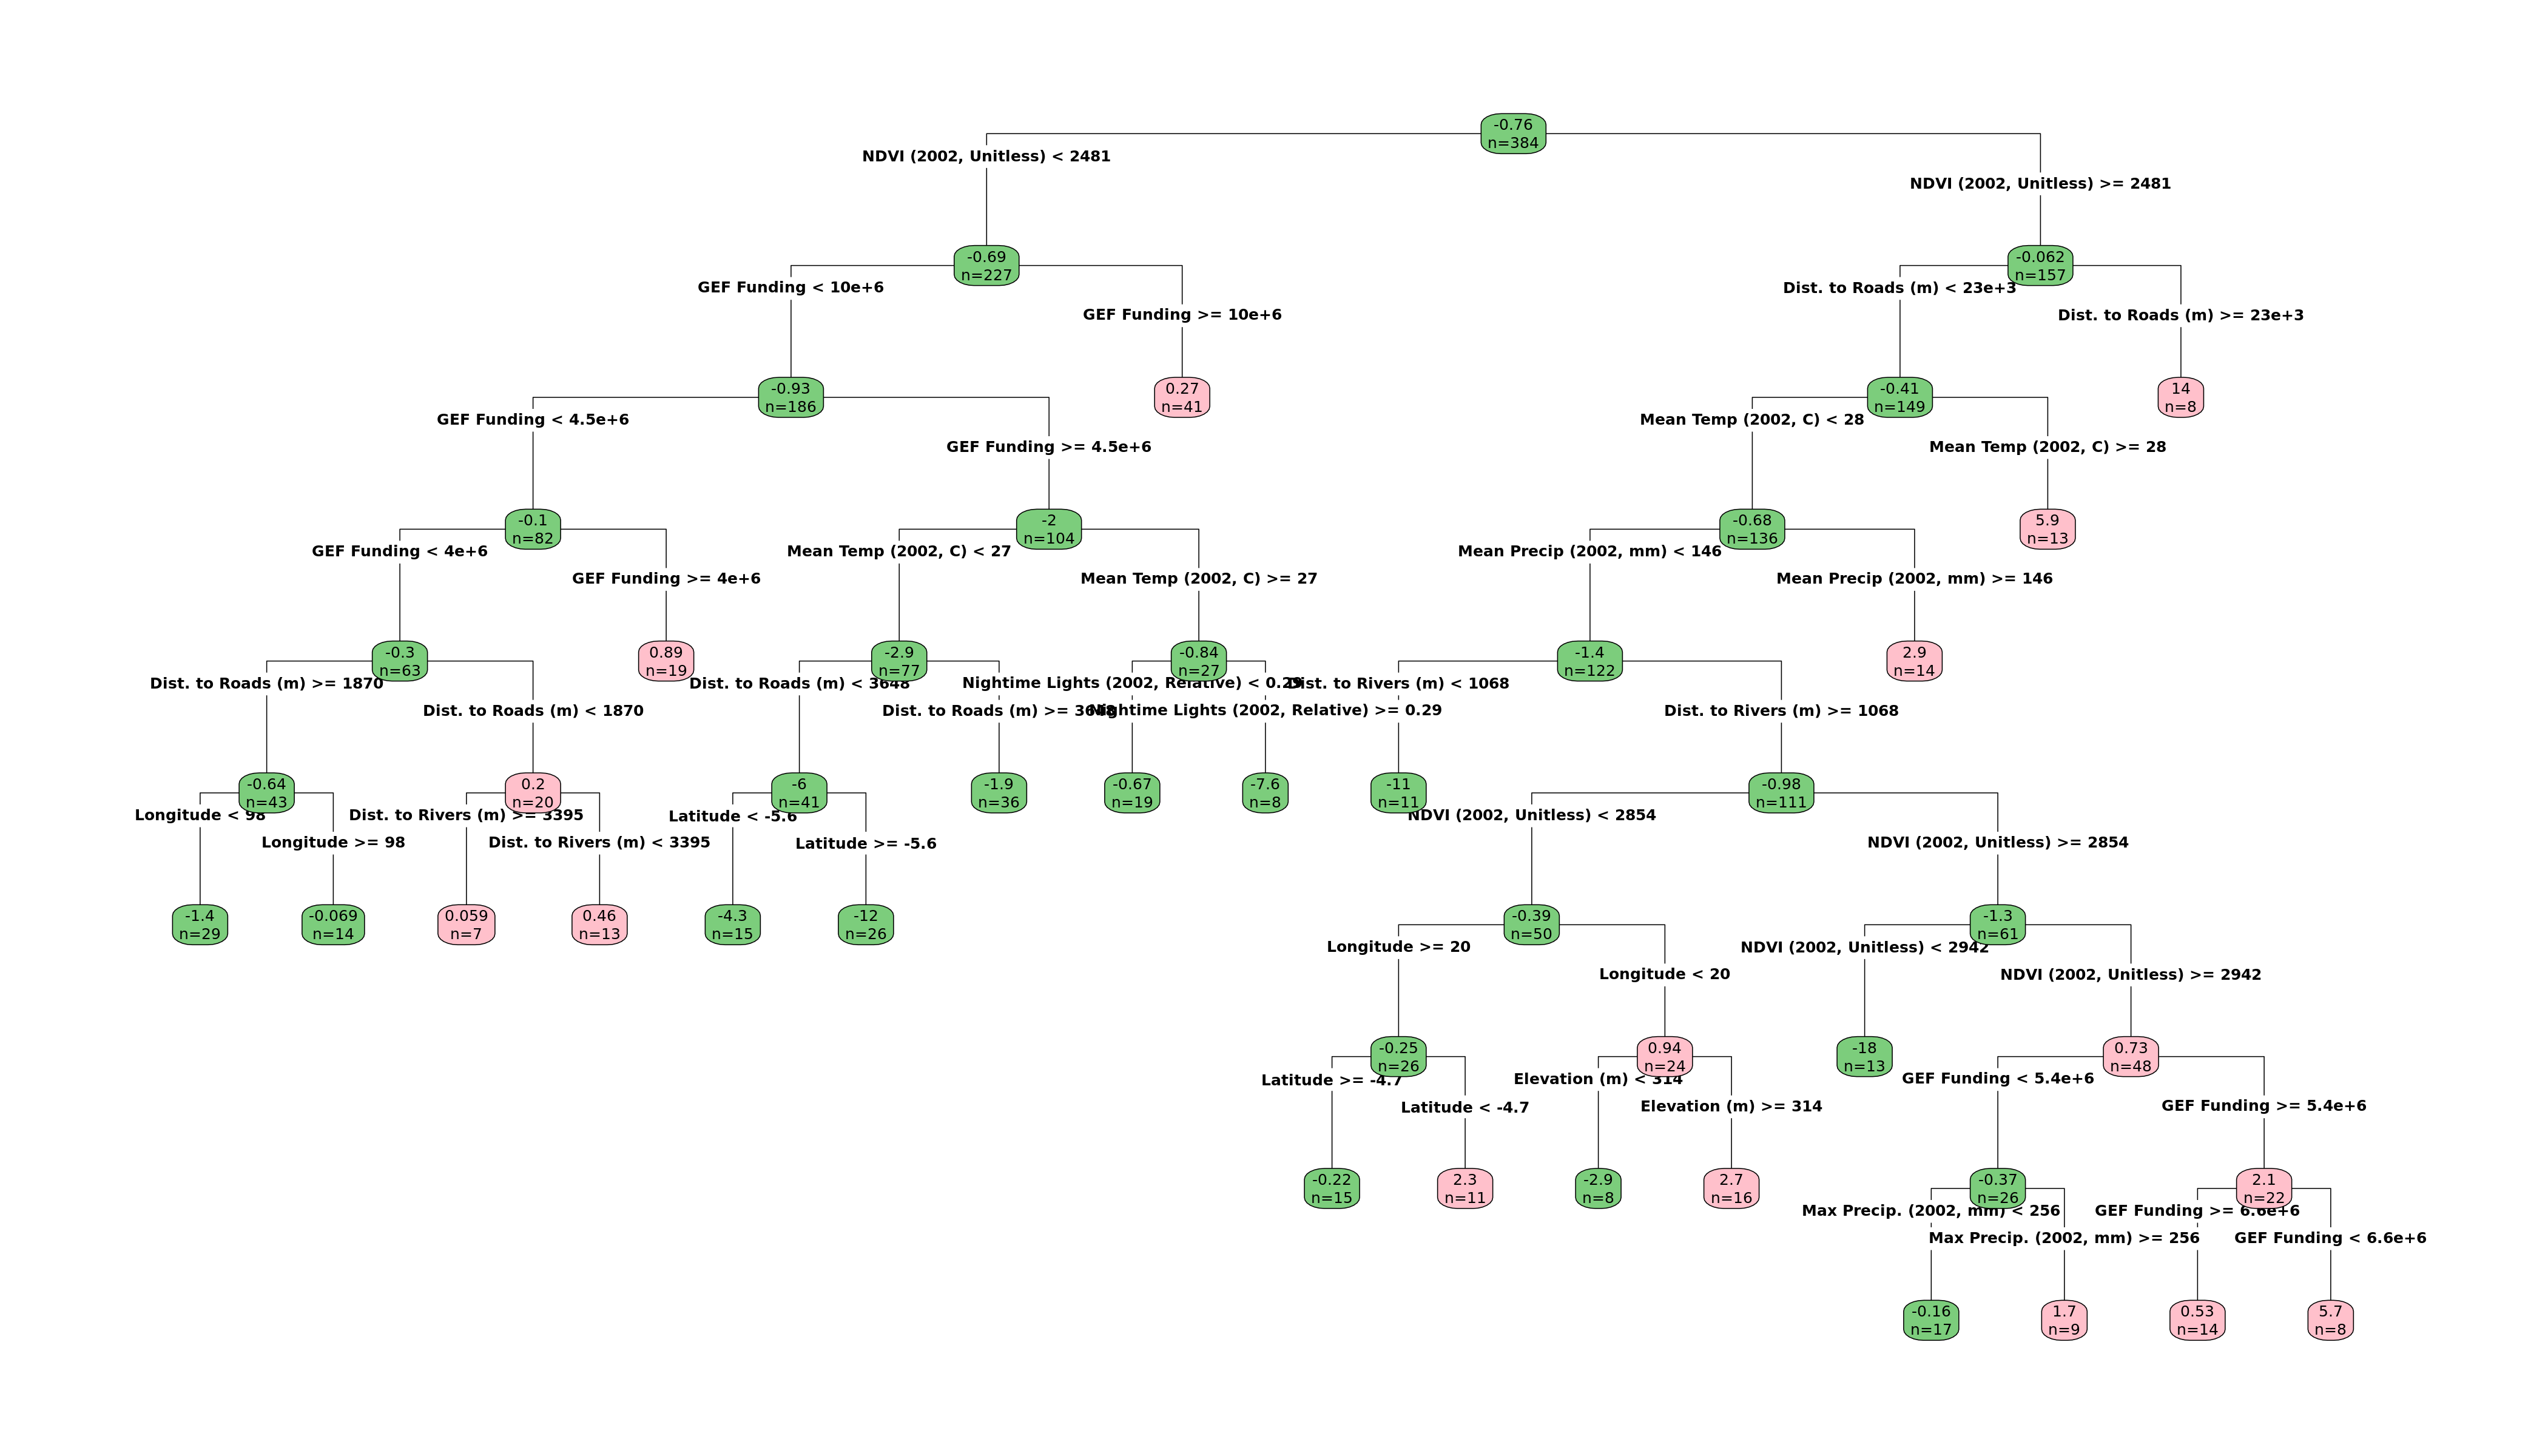 -0.76
n=384
NDVI (2002, Unitless) < 2481
NDVI (2002, Unitless) >= 2481
-0.69
n=227
-0.062
n=157
GEF Funding < 10e+6
GEF Funding >= 10e+6
Dist. to Roads (m) < 23e+3
Dist. to Roads (m) >= 23e+3
-0.93
n=186
0.27
n=41
-0.41
n=149
14
n=8
GEF Funding < 4.5e+6
GEF Funding >= 4.5e+6
Mean Temp (2002, C) < 28
Mean Temp (2002, C) >= 28
-0.1
n=82
-2
n=104
-0.68
n=136
5.9
n=13
GEF Funding < 4e+6
GEF Funding >= 4e+6
Mean Temp (2002, C) < 27
Mean Temp (2002, C) >= 27
Mean Precip (2002, mm) < 146
Mean Precip (2002, mm) >= 146
-0.3
n=63
0.89
n=19
-2.9
n=77
-0.84
n=27
-1.4
n=122
2.9
n=14
Dist. to Roads (m) >= 1870
Dist. to Roads (m) < 1870
Dist. to Roads (m) < 3648
Dist. to Roads (m) >= 3648
Nightime Lights (2002, Relative) < 0.29
Nightime Lights (2002, Relative) >= 0.29
Dist. to Rivers (m) < 1068
Dist. to Rivers (m) >= 1068
-0.64
n=43
0.2
n=20
-6
n=41
-1.9
n=36
-0.67
n=19
-7.6
n=8
-11
n=11
-0.98
n=111
Longitude < 98
Longitude >= 98
Dist. to Rivers (m) >= 3395
Dist. to Rivers (m) < 3395
Latitude < -5.6
Latitude >= -5.6
NDVI (2002, Unitless) < 2854
NDVI (2002, Unitless) >= 2854
-1.4
n=29
-0.069
n=14
0.059
n=7
0.46
n=13
-4.3
n=15
-12
n=26
-0.39
n=50
-1.3
n=61
Longitude >= 20
Longitude < 20
NDVI (2002, Unitless) < 2942
NDVI (2002, Unitless) >= 2942
-0.25
n=26
0.94
n=24
-18
n=13
0.73
n=48
Latitude >= -4.7
Latitude < -4.7
Elevation (m) < 314
Elevation (m) >= 314
GEF Funding < 5.4e+6
GEF Funding >= 5.4e+6
-0.22
n=15
2.3
n=11
-2.9
n=8
2.7
n=16
-0.37
n=26
2.1
n=22
Max Precip. (2002, mm) < 256
Max Precip. (2002, mm) >= 256
GEF Funding >= 6.6e+6
GEF Funding < 6.6e+6
-0.16
n=17
1.7
n=9
0.53
n=14
5.7
n=8